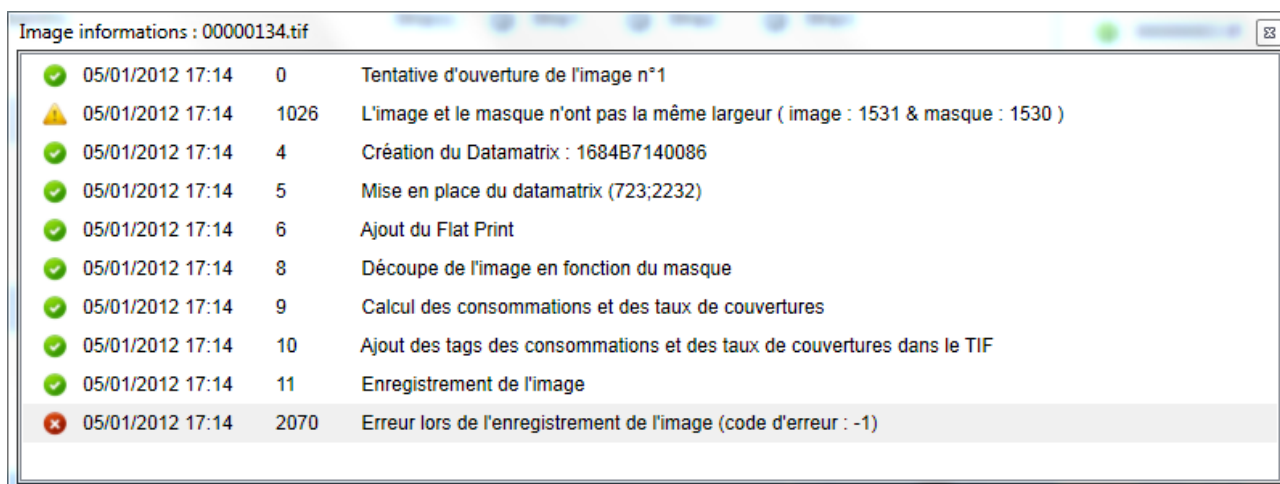 Image informations : 00000134.tif
05/01/2012 17:14 0 Tentative d'ouverture de l'image n°1
05/01/2012 17:14 1026 L'image et le masque n'ont pas la même largeur ( image : 1531 & masque : 1530 )
05/01/2012 17:14 4 Création du Datamatrix : 1684B7140086
05/01/2012 17:14 5 Mise en place du datamatrix (723;2232)
05/01/2012 17:14 6 Ajout du Flat Print
05/01/2012 17:14 8 Découpe de l'image en fonction du masque
05/01/2012 17:14 9 Calcul des consommations et des taux de couvertures
05/01/2012 17:14 10 Ajout des tags des consommations et des taux de couvertures dans le TIF
05/01/2012 17:14 11 Enregistrement de l'image
05/01/2012 17:14 2070 Erreur lors de l'enregistrement de l'image (code d'erreur : -1)